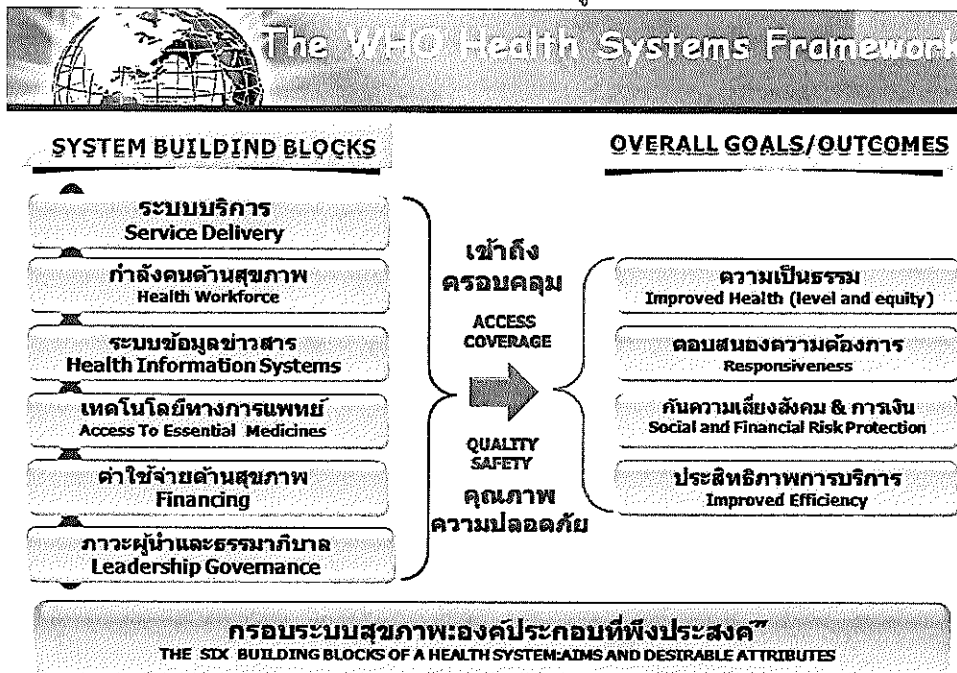 The WHO Health Systems Framework
SYSTEM BUILDIND BLOCKS
ระบบบริการ
Service Delivery
กำลังคนด้านสุขภาพ
Health Workforce
ระบบข้อมูลข่าวสาร
Health Information Systems
เทคโนโลยีทางการแพทย์
Access To Essential Medicines
ค่าใช้จ่ายด้านสุขภาพ
Financing
ภาวะผู้นำและธรรมาภิบาล
Leadership Governance
เข้าถึง
ครอบคลุม
ACCESS
COVERAGE
QUALITY
SAFETY
คุณภาพ
ความปลอดภัย
OVERALL GOALS/OUTCOMES
ความเป็นธรรม
Improved Health (level and equity)
ตอบสนองความต้องการ
Responsiveness
กันความเสี่ยงสังคม & การเงิน
Social and Financial Risk Protection
ประสิทธิภาพการบริการ
Improved Efficiency
กรอบระบบสุขภาพ:องค์ประกอบที่พึงประสงค์"
THE SIX BUILDING BLOCKS OF A HEALTH SYSTEM:AIMS AND DESIRABLE ATTRIBUTES